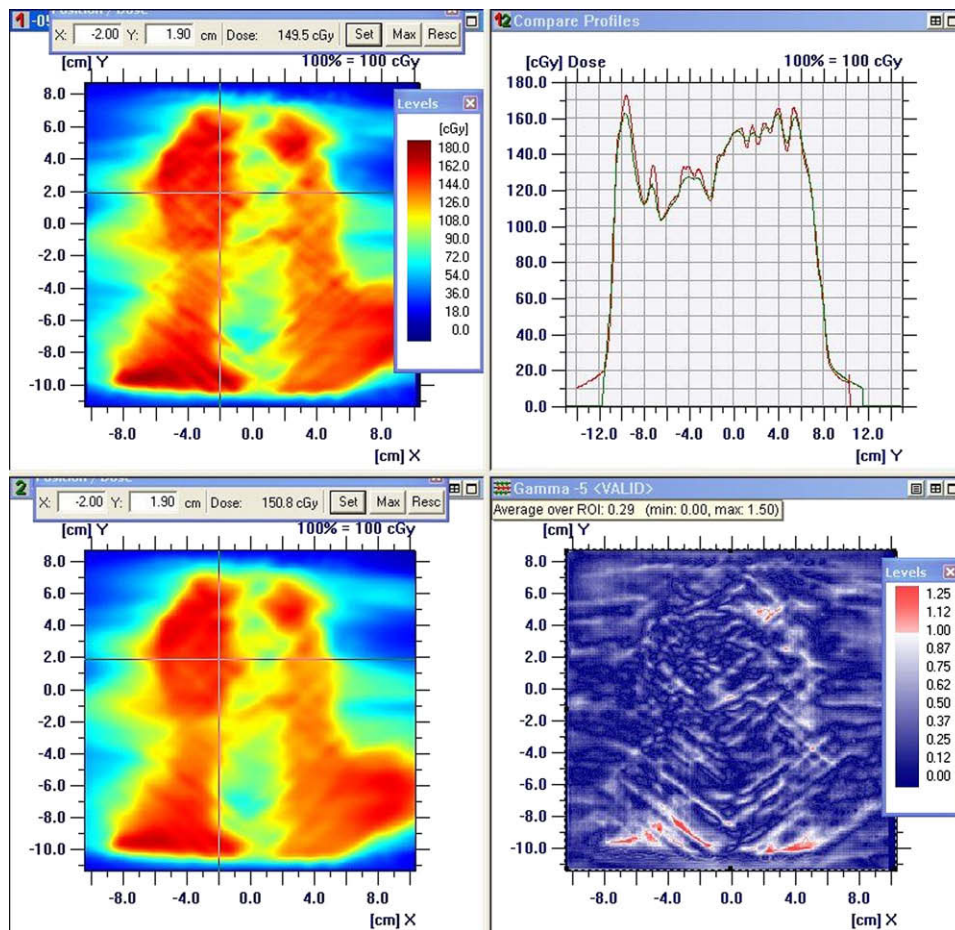 -05
Position / Dose
X: -2.00 Y: 1.90 cm Dose: 149.5 cGy Set Max Resc
[cm] Y 100% = 100 cGy
8.0
6.0
4.0
2.0
0.0
-2.0
-4.0
-6.0
-8.0
-10.0
-8.0 -4.0 0.0 4.0 8.0
[cm] X
Levels
[cGy]
180.0
162.0
144.0
126.0
108.0
90.0
72.0
54.0
36.0
18.0
0.0
12 Compare Profiles
[cGy] Dose 100% = 100 cGy
180.0
160.0
140.0
120.0
100.0
80.0
60.0
40.0
20.0
0.0
-12.0 -8.0 -4.0 0.0 4.0 8.0 12.0
[cm] Y
2
Position / Dose
X: -2.00 Y: 1.90 cm Dose: 150.8 cGy Set Max Resc
[cm] Y 100% = 100 cGy
8.0
6.0
4.0
2.0
0.0
-2.0
-4.0
-6.0
-8.0
-10.0
-8.0 -4.0 0.0 4.0 8.0
[cm] X
Gamma -5 <VALID>
Average over ROI: 0.29 (min: 0.00, max: 1.50)
[cm] Y
8.0
6.0
4.0
2.0
0.0
-2.0
-4.0
-6.0
-8.0
-10.0
-8.0 -4.0 0.0 4.0 8.0
[cm] X
Levels
1.25
1.12
1.00
0.87
0.75
0.62
0.50
0.37
0.25
0.12
0.00